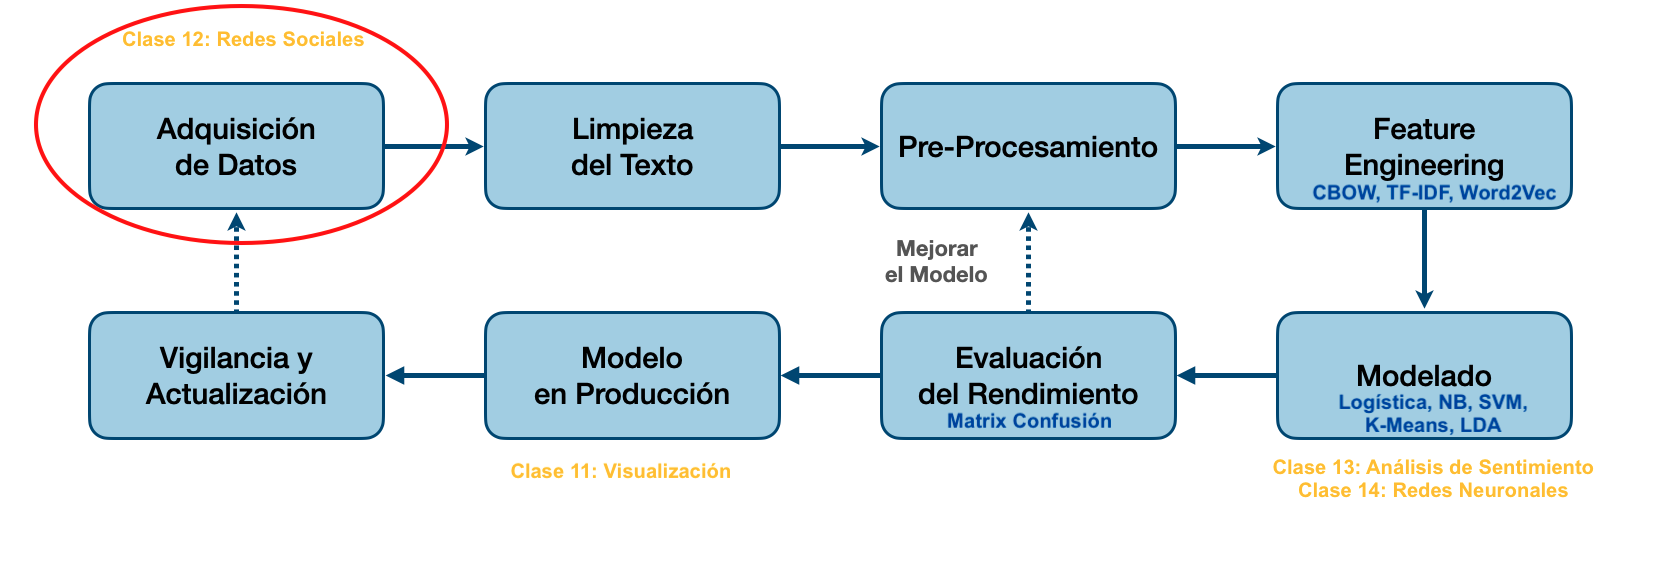 Clase 12: Redes Sociales
Adquisición
de Datos
Limpieza
del Texto
Pre-Procesamiento
Feature
Engineering
CBOW, TF-IDF, Word2Vec
Mejorar
el Modelo
Vigilancia y
Actualización
Modelo
en Producción
Evaluación
del Rendimiento
Matrix Confusión
Modelado
Logística, NB, SVM,
K-Means, LDA
Clase 11: Visualización
Clase 13: Análisis de Sentimiento
Clase 14: Redes Neuronales